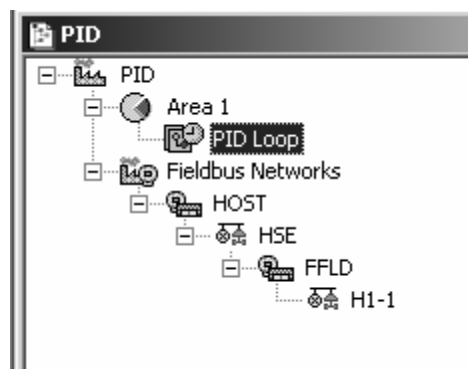 PID
PID
Area 1
PID Loop
Fieldbus Networks
HOST
HSE
FFLD
H1-1